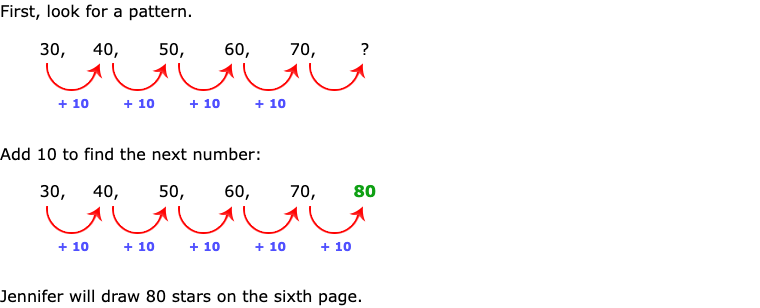 First, look for a pattern.
30, 40, 50, 60, 70, ?
+ 10 + 10 + 10 + 10
Add 10 to find the next number:
30, 40, 50, 60, 70, 80
+ 10 + 10 + 10 + 10 + 10
Jennifer will draw 80 stars on the sixth page.